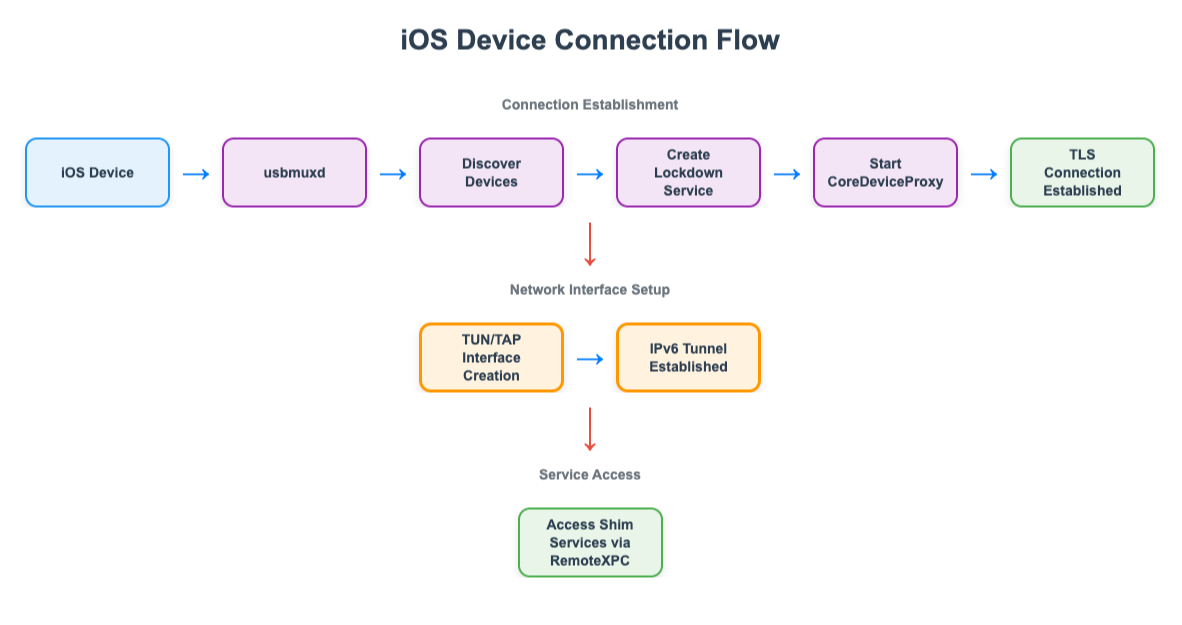 iOS Device Connection Flow
Connection Establishment
iOS Device
usbmuxd
Discover
Devices
Create
Lockdown
Service
Start
CoreDeviceProxy
TLS
Connection
Established
Network Interface Setup
TUN/TAP
Interface
Creation
IPv6 Tunnel
Established
Service Access
Access Shim
Services via
RemoteXPC